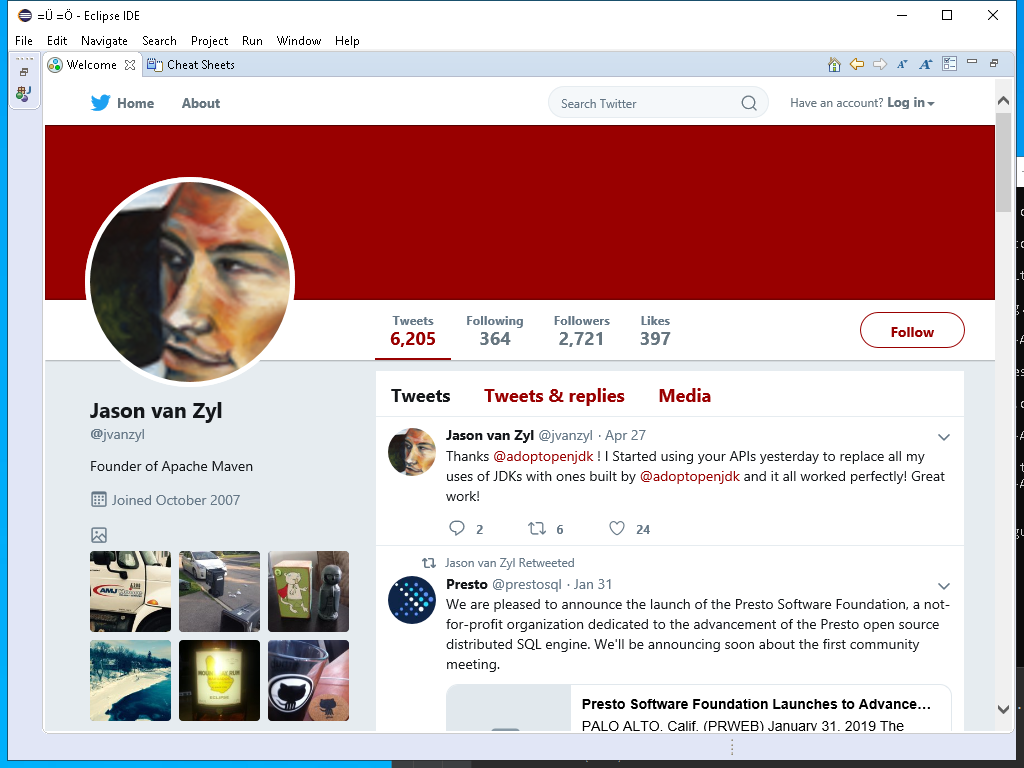 =Ü =Ö - Eclipse IDE
File Edit Navigate Search Project Run Window Help
Welcome Cheat Sheets
Home About Search Twitter Have an account? Log in
Tweets Following Followers Likes
6,205 364 2,721 397
Follow
Jason van Zyl
@jvanzyl
Founder of Apache Maven
Joined October 2007
Tweets Tweets & replies Media
Jason van Zyl @jvanzyl · Apr 27
Thanks @adoptopenjdk ! I Started using your APIs yesterday to replace all my
uses of JDKs with ones built by @adoptopenjdk and it all worked perfectly! Great
work!
2 6 24
Jason van Zyl Retweeted
Presto @prestosql · Jan 31
We are pleased to announce the launch of the Presto Software Foundation, a not-
for-profit organization dedicated to the advancement of the Presto open source
distributed SQL engine. We'll be announcing soon about the first community
meeting.
Presto Software Foundation Launches to Advance...
PALO ALTO, Calif. (PRWEB) January 31, 2019 The
AMJ